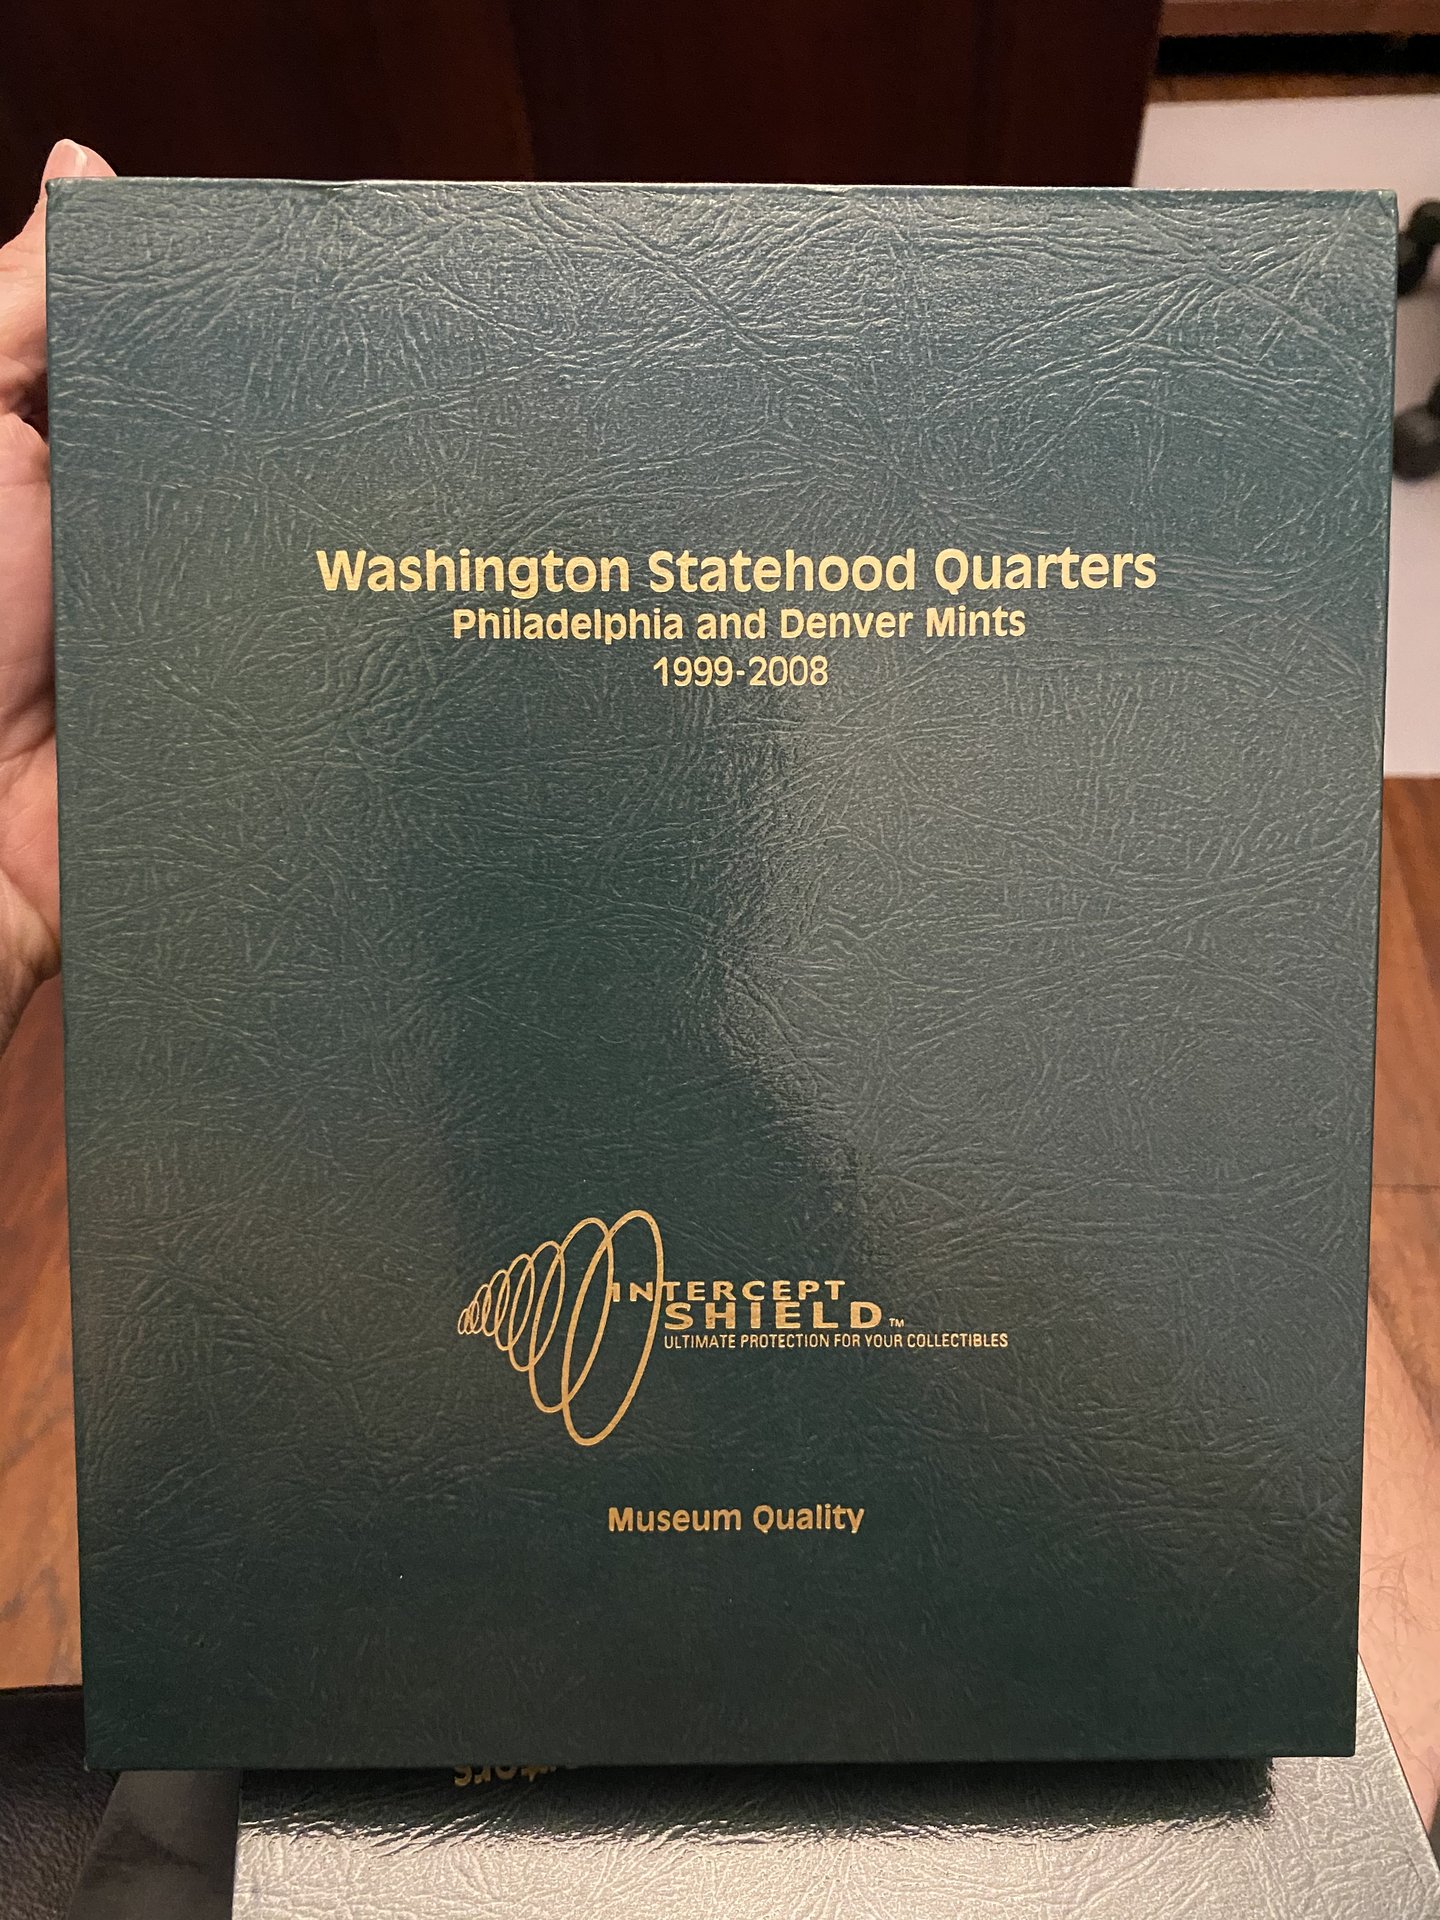 Washington Statehood Quarters
Philadelphia and Denver Mints
1999-2008
INTERCEPT
SHIELD™
ULTIMATE PROTECTION FOR YOUR COLLECTIBLES
Museum Quality